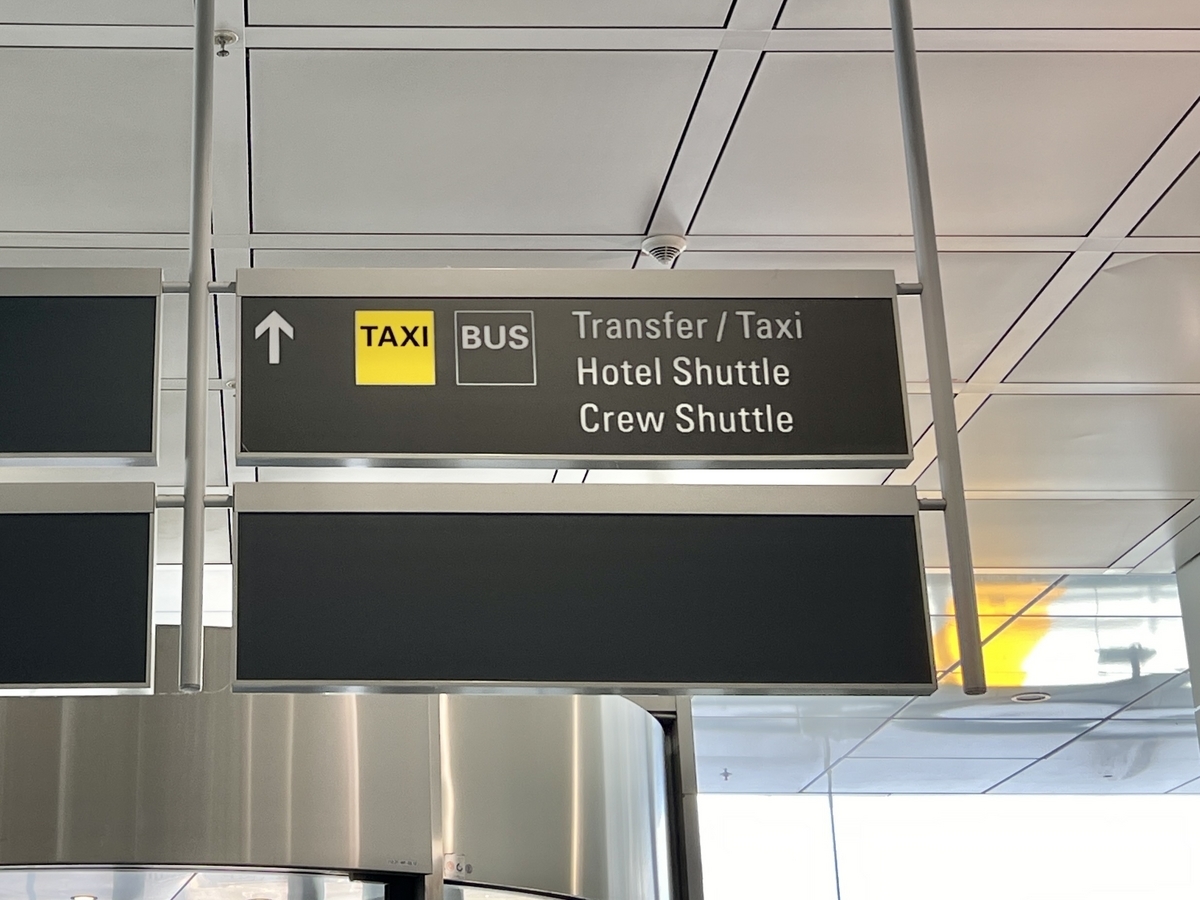 TAXI BUS Transfer / Taxi
Hotel Shuttle
Crew Shuttle